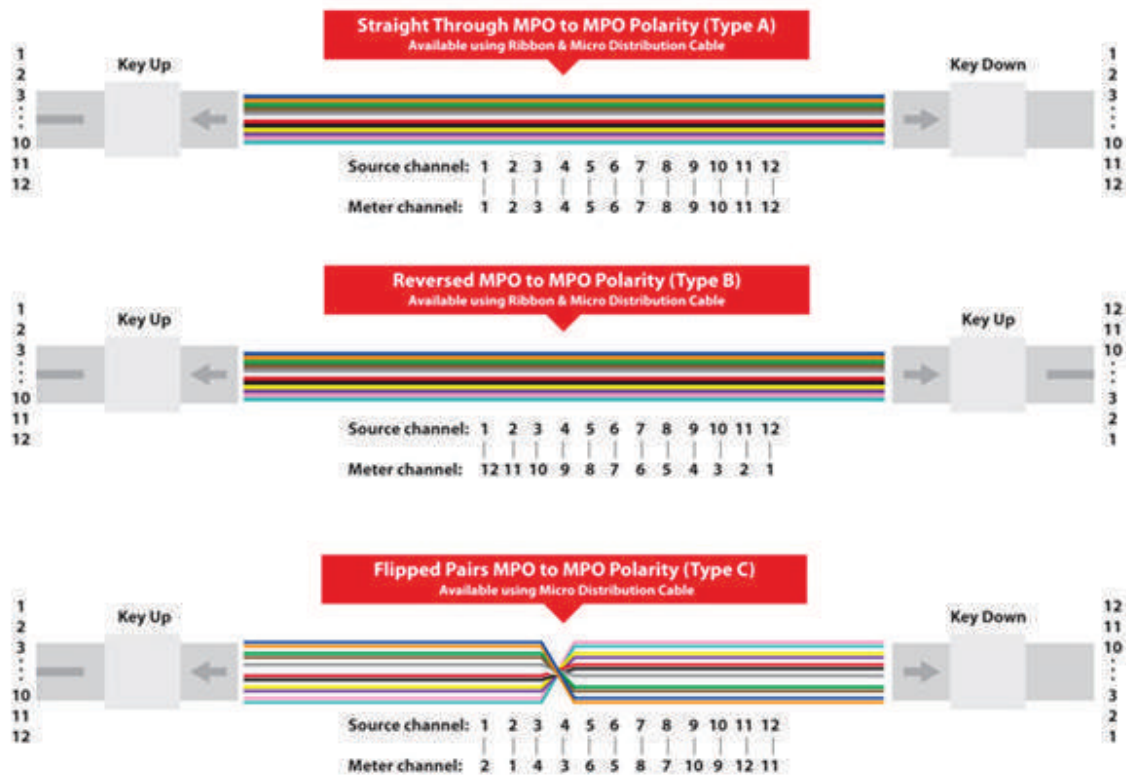 Straight Through MPO to MPO Polarity (Type A)
Available using Ribbon & Micro Distribution Cable
Key Up
Key Down
1
2
3
10
11
12
1
2
3
10
11
12
Source channel: 1 2 3 4 5 6 7 8 9 10 11 12
Meter channel: 1 2 3 4 5 6 7 8 9 10 11 12
Reversed MPO to MPO Polarity (Type B)
Available using Ribbon & Micro Distribution Cable
Key Up
Key Up
1
2
3
10
11
12
12
11
10
3
2
1
Source channel: 1 2 3 4 5 6 7 8 9 10 11 12
Meter channel: 12 11 10 9 8 7 6 5 4 3 2 1
Flipped Pairs MPO to MPO Polarity (Type C)
Available using Micro Distribution Cable
Key Up
Key Down
1
2
3
10
11
12
12
11
10
3
2
1
Source channel: 1 2 3 4 5 6 7 8 9 10 11 12
Meter channel: 2 1 4 3 6 5 8 7 10 9 12 11